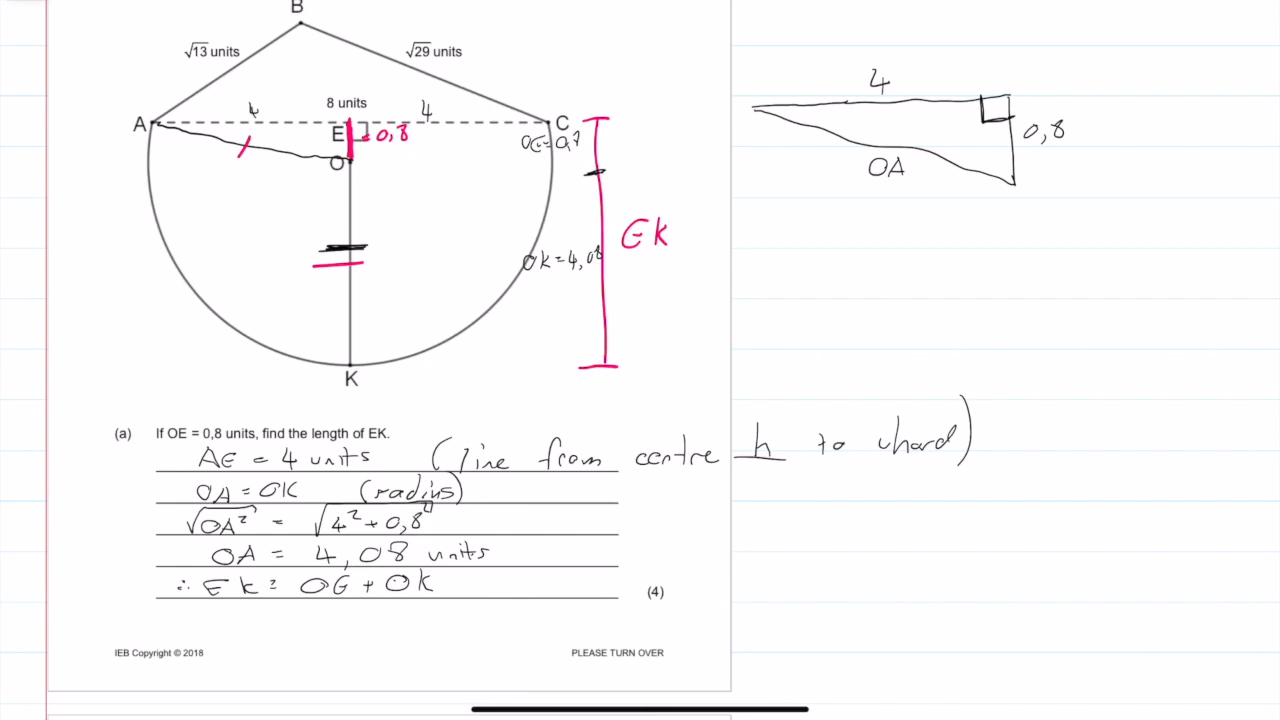 B
√13 units
√29 units
4
8 units
4
A
C
E
= 0,8
OE = 0,7
O
EK
OK = 4,08
K
4
0,8
OA
(a) If OE = 0,8 units, find the length of EK.
AE = 4 units (line from centre h to chord)
OA = OK (radius)
√OA² = √4² + 0,8²
OA = 4,08 units
∴ EK = OE + OK
(4)
IEB Copyright © 2018
PLEASE TURN OVER